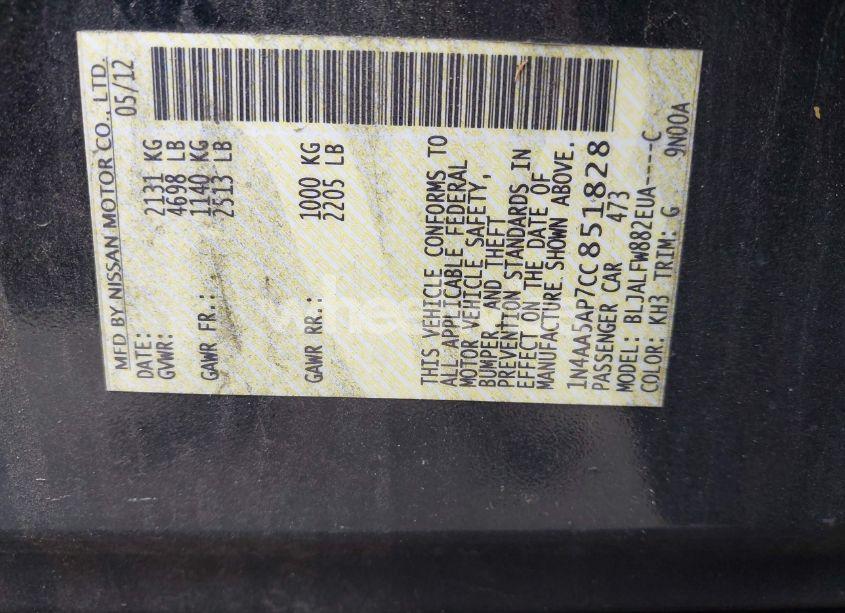 MFD BY NISSAN MOTOR CO., LTD.
DATE: 05/12
GVWR: 2131 KG
4698 LB
GAWR FR.: 1140 KG
2513 LB
GAWR RR.: 1000 KG
2205 LB
THIS VEHICLE CONFORMS TO
ALL APPLICABLE FEDERAL
MOTOR VEHICLE SAFETY,
BUMPER AND THEFT
PREVENTION STANDARDS IN
EFFECT ON THE DATE OF
MANUFACTURE SHOWN ABOVE.
1N4AA5AP7CC851828
PASSENGER CAR 473
MODEL: BLJALFW882EUA----C
COLOR: KH3 TRIM: G 9N00A